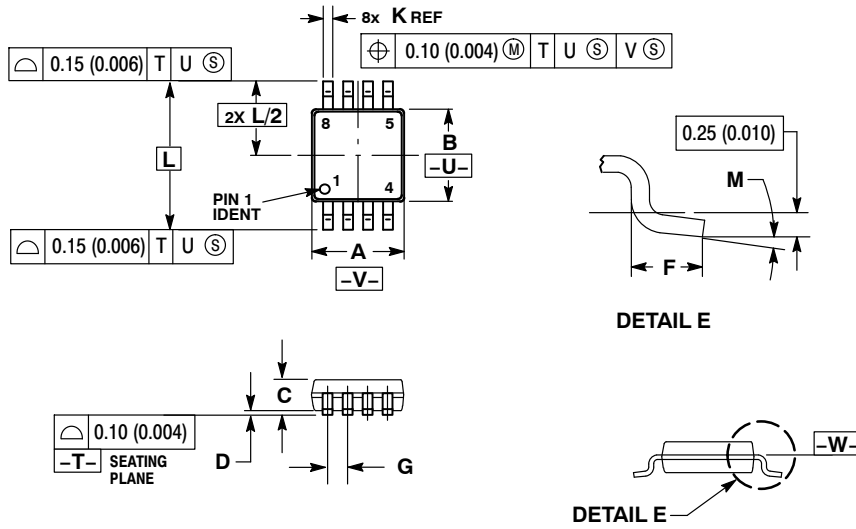 8x K REF
⌓ 0.15 (0.006) T U Ⓢ
⌖ 0.10 (0.004) Ⓜ T U Ⓢ V Ⓢ
2X L/2
8 5
B
–U–
0.25 (0.010)
L
M
PIN 1
IDENT
1 4
⌓ 0.15 (0.006) T U Ⓢ
A
–V–
F
DETAIL E
C
⌓ 0.10 (0.004)
–T– SEATING
PLANE
D
G
–W–
DETAIL E